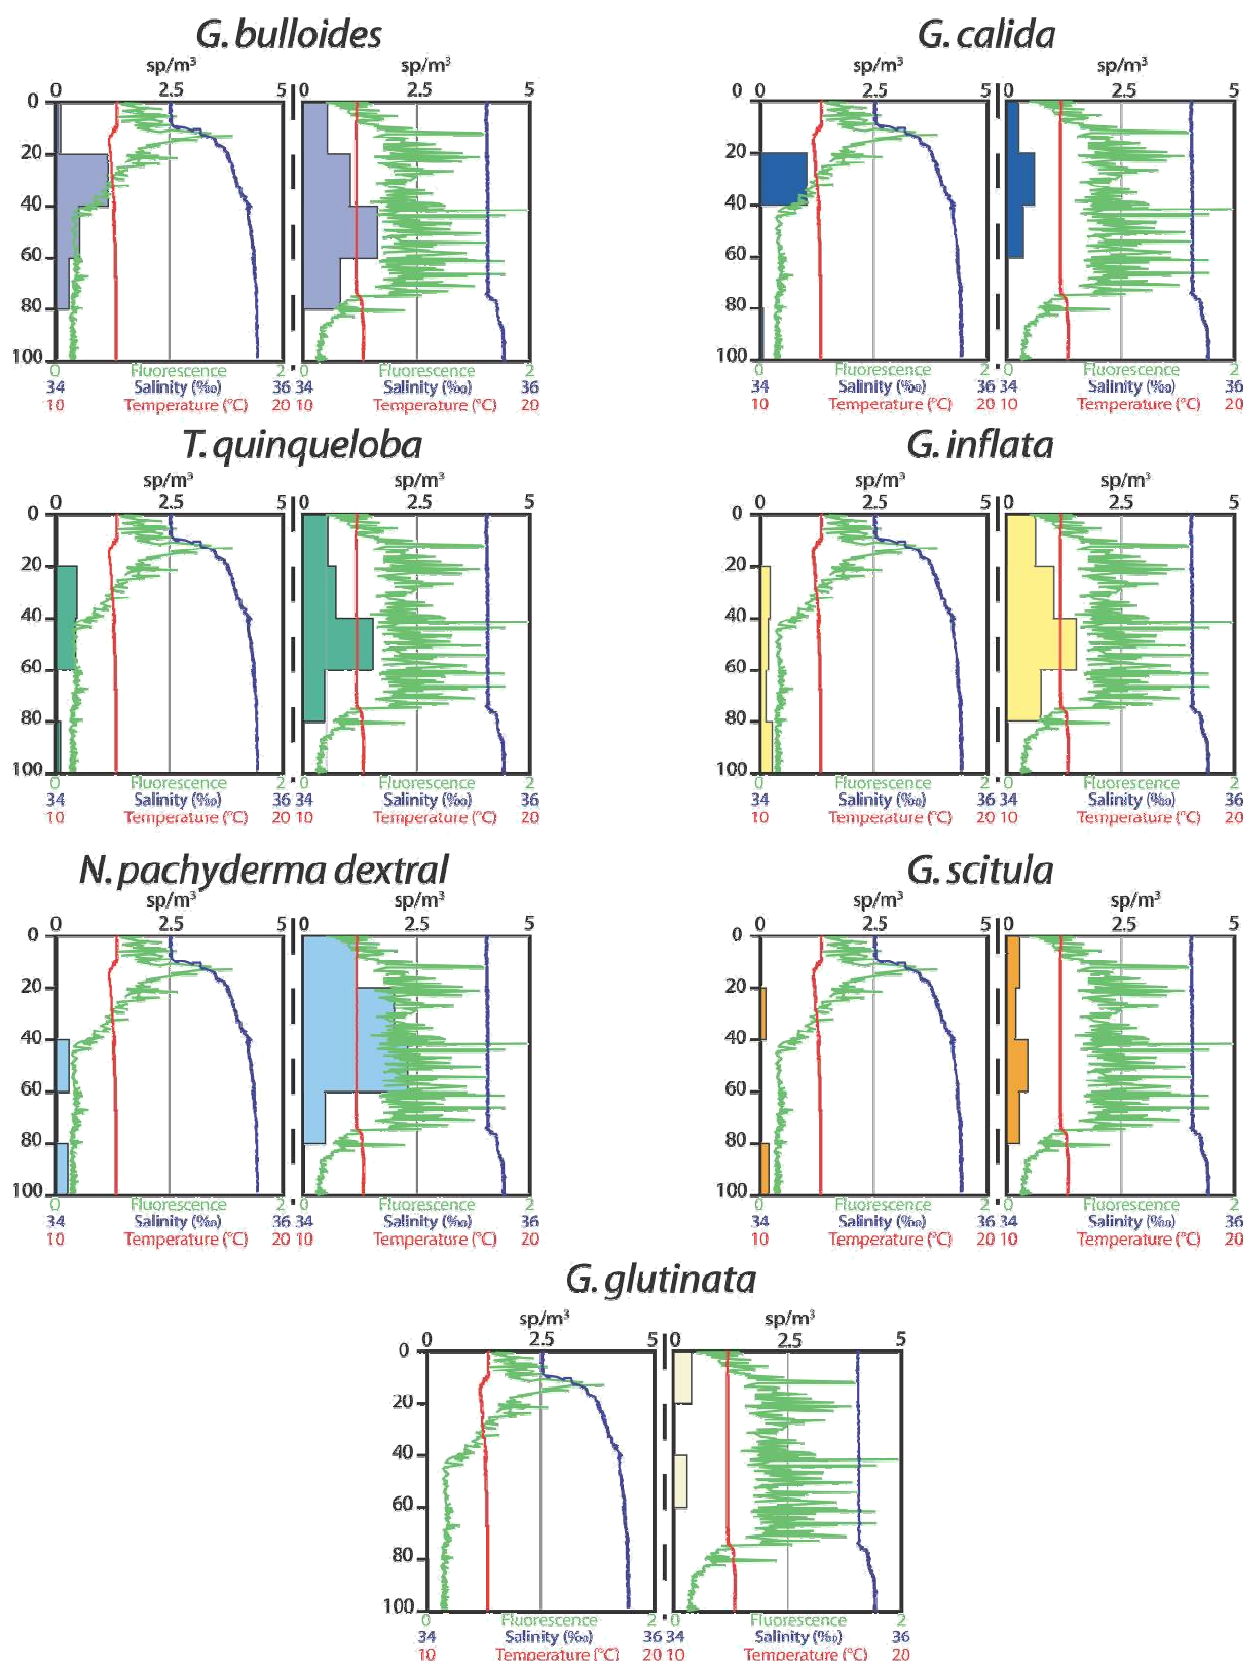 G. bulloides G. calida
sp/m³ sp/m³ sp/m³ sp/m³
0 2.5 5 0 2.5 5 0 2.5 5 0 2.5 5
0 0
20 20
40 40
60 60
80 80
100 100
0 Fluorescence 2 0 Fluorescence 2 0 Fluorescence 2 0 Fluorescence 2
34 Salinity (‰) 36 34 Salinity (‰) 36 34 Salinity (‰) 36 34 Salinity (‰) 36
10 Temperature (°C) 20 10 Temperature (°C) 20 10 Temperature (°C) 20 10 Temperature (°C) 20
T. quinqueloba G. inflata
sp/m³ sp/m³ sp/m³ sp/m³
0 2.5 5 0 2.5 5 0 2.5 5 0 2.5 5
0 0
20 20
40 40
60 60
80 80
100 100
0 Fluorescence 2 0 Fluorescence 2 0 Fluorescence 2 0 Fluorescence 2
34 Salinity (‰) 36 34 Salinity (‰) 36 34 Salinity (‰) 36 34 Salinity (‰) 36
10 Temperature (°C) 20 10 Temperature (°C) 20 10 Temperature (°C) 20 10 Temperature (°C) 20
N. pachyderma dextral G. scitula
sp/m³ sp/m³ sp/m³ sp/m³
0 2.5 5 0 2.5 5 0 2.5 5 0 2.5 5
0 0
20 20
40 40
60 60
80 80
100 100
0 Fluorescence 2 0 Fluorescence 2 0 Fluorescence 2 0 Fluorescence 2
34 Salinity (‰) 36 34 Salinity (‰) 36 34 Salinity (‰) 36 34 Salinity (‰) 36
10 Temperature (°C) 20 10 Temperature (°C) 20 10 Temperature (°C) 20 10 Temperature (°C) 20
G. glutinata
sp/m³ sp/m³
0 2.5 5 0 2.5 5
0
20
40
60
80
100
0 Fluorescence 2 0 Fluorescence 2
34 Salinity (‰) 36 34 Salinity (‰) 36
10 Temperature (°C) 20 10 Temperature (°C) 20